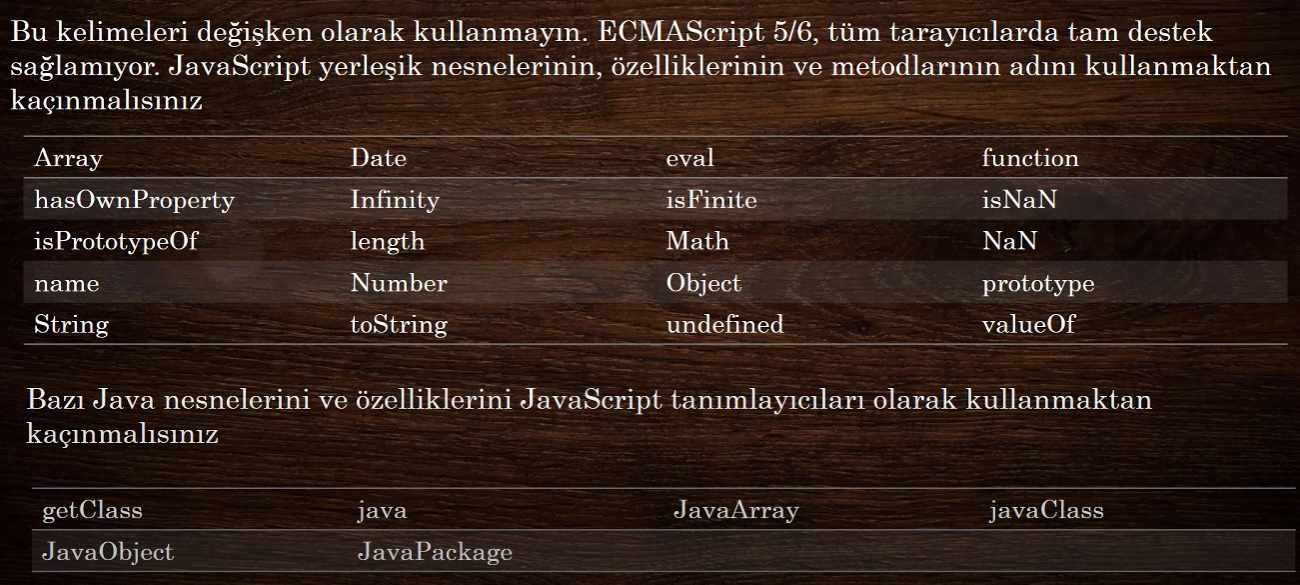 Bu kelimeleri değişken olarak kullanmayın. ECMAScript 5/6, tüm tarayıcılarda tam destek
sağlamıyor. JavaScript yerleşik nesnelerinin, özelliklerinin ve metodlarının adını kullanmaktan
kaçınmalısınız
Array Date eval function
hasOwnProperty Infinity isFinite isNaN
isPrototypeOf length Math NaN
name Number Object prototype
String toString undefined valueOf
Bazı Java nesnelerini ve özelliklerini JavaScript tanımlayıcıları olarak kullanmaktan
kaçınmalısınız
getClass java JavaArray javaClass
JavaObject JavaPackage